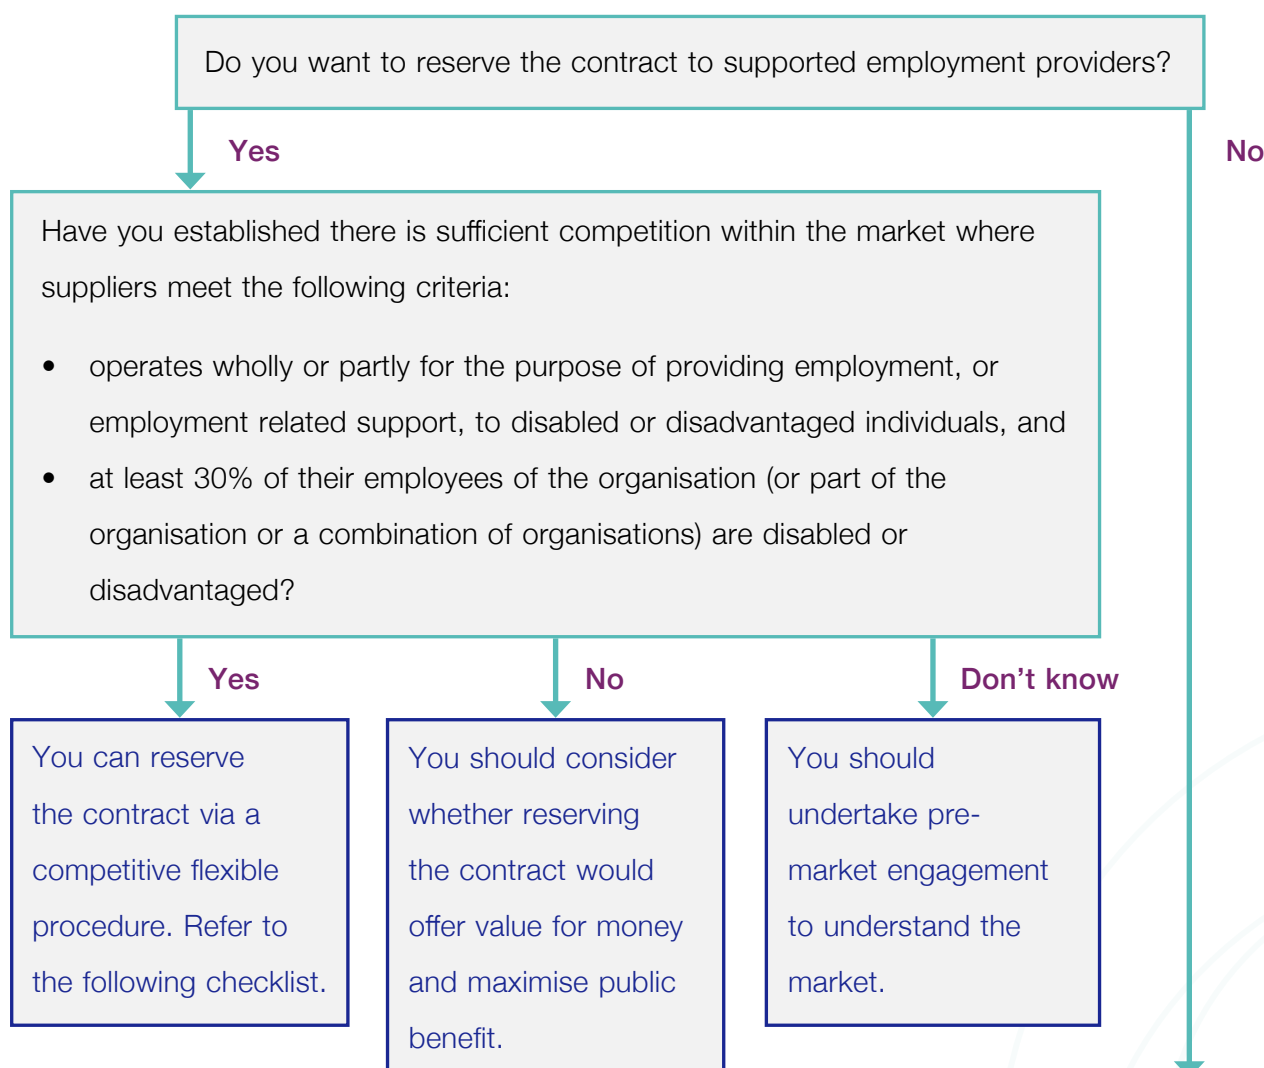 Do you want to reserve the contract to supported employment providers?
Yes
No
Have you established there is sufficient competition within the market where
suppliers meet the following criteria:
• operates wholly or partly for the purpose of providing employment, or
employment related support, to disabled or disadvantaged individuals, and
• at least 30% of their employees of the organisation (or part of the
organisation or a combination of organisations) are disabled or
disadvantaged?
Yes
No
Don’t know
You can reserve
the contract via a
competitive flexible
procedure. Refer to
the following checklist.
You should consider
whether reserving
the contract would
offer value for money
and maximise public
benefit.
You should
undertake pre-
market engagement
to understand the
market.